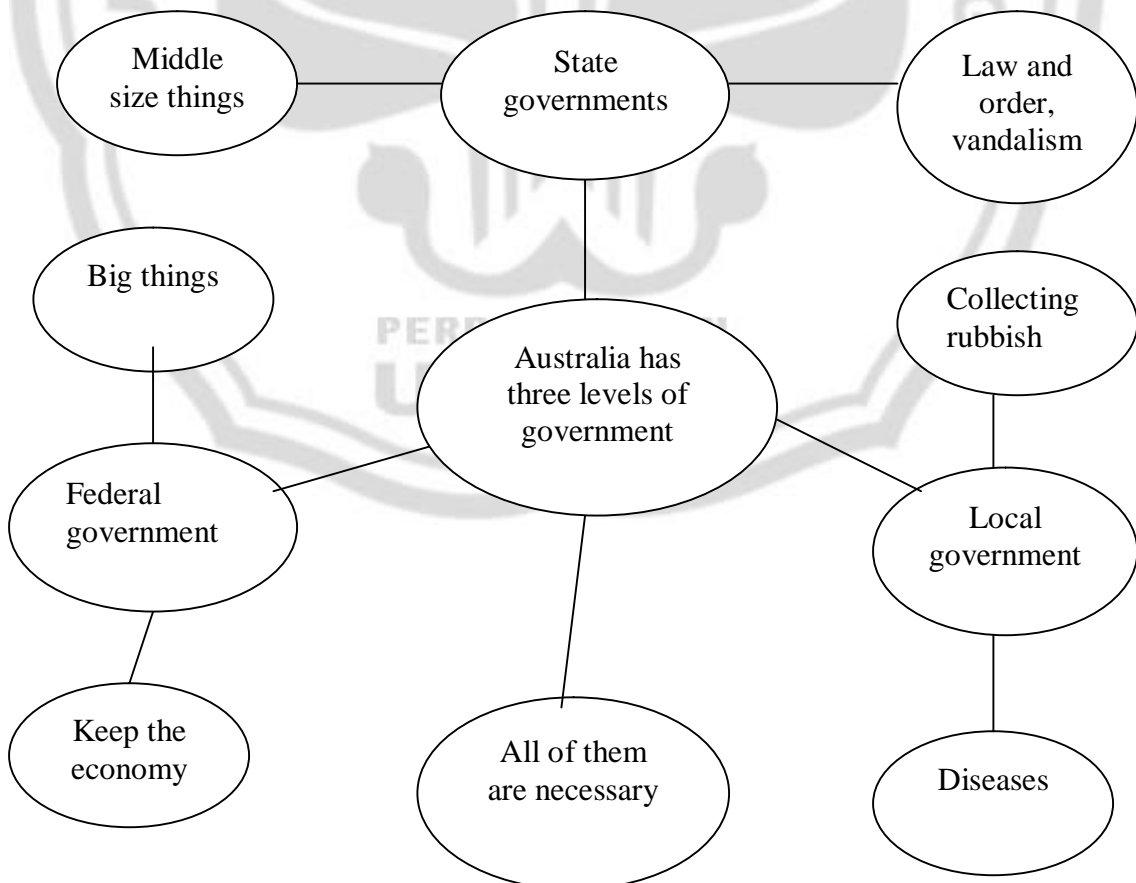 Middle
size things
State
governments
Law and
order,
vandalism
Big things
Collecting
rubbish
Australia has
three levels of
government
Federal
government
Local
government
Keep the
economy
All of them
are necessary
Diseases